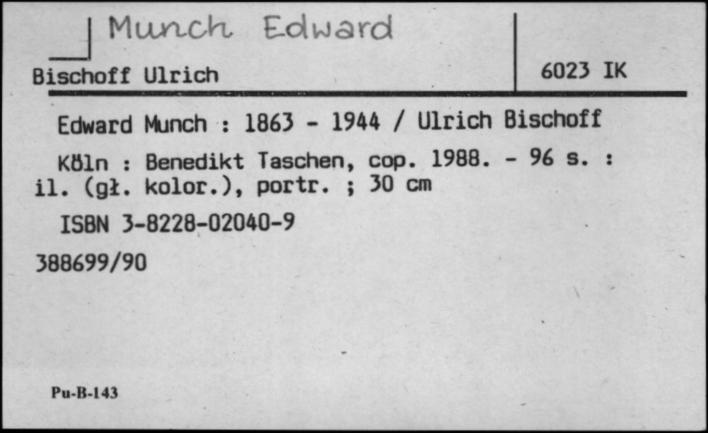 Munch Edward
Bischoff Ulrich
6023 IK
Edward Munch : 1863 - 1944 / Ulrich Bischoff
Köln : Benedikt Taschen, cop. 1988. - 96 s. :
il. (gł. kolor.), portr. ; 30 cm
ISBN 3-8228-02040-9
388699/90
Pu-B-143